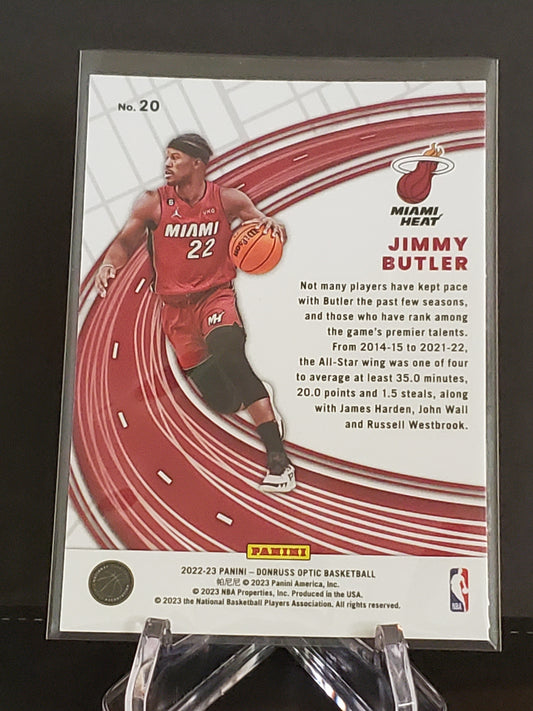 No. 20
MIAMI
HEAT
JIMMY
BUTLER
6
UKG
MIAMI
22
Wilson
MH
Not many players have kept pace
with Butler the past few seasons,
and those who have rank among
the game's premier talents.
From 2014-15 to 2021-22,
the All-Star wing was one of four
to average at least 35.0 minutes,
20.0 points and 1.5 steals, along
with James Harden, John Wall
and Russell Westbrook.
PANINI
2022-23 PANINI – DONRUSS OPTIC BASKETBALL
帕尼尼 © 2023 Panini America, Inc.
© 2023 NBA Properties, Inc. Produced in the USA.
© 2023 the National Basketball Players Association. All rights reserved.
NBA